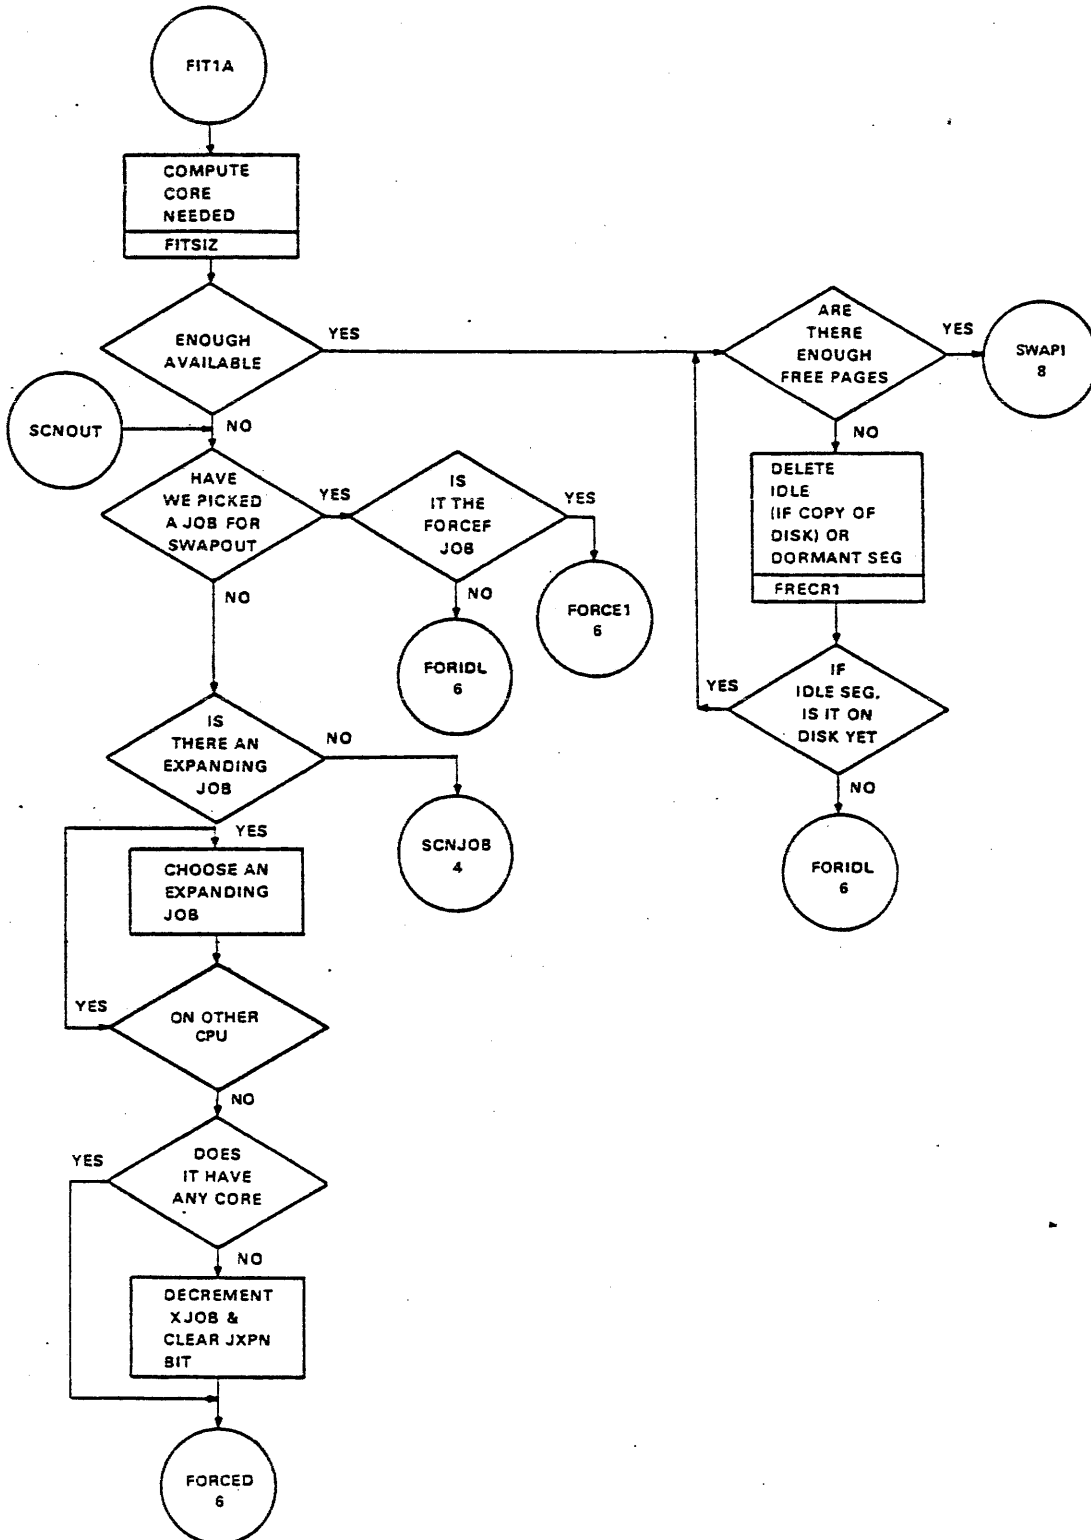 FIT1A
COMPUTE
CORE
NEEDED
FITSIZ
ENOUGH
AVAILABLE
YES
NO
SCNOUT
ARE
THERE
ENOUGH
FREE PAGES
YES
SWAPI
8
NO
DELETE
IDLE
(IF COPY OF
DISK) OR
DORMANT SEG
FRECR1
IF
IDLE SEG,
IS IT ON
DISK YET
YES
NO
FORIDL
6
HAVE
WE PICKED
A JOB FOR
SWAPOUT
YES
IS
IT THE
FORCEF
JOB
YES
FORCE1
6
NO
FORIDL
6
NO
IS
THERE AN
EXPANDING
JOB
NO
SCNJOB
4
YES
CHOOSE AN
EXPANDING
JOB
YES
ON OTHER
CPU
NO
DOES
IT HAVE
ANY CORE
YES
NO
DECREMENT
XJOB &
CLEAR JXPN
BIT
FORCED
6